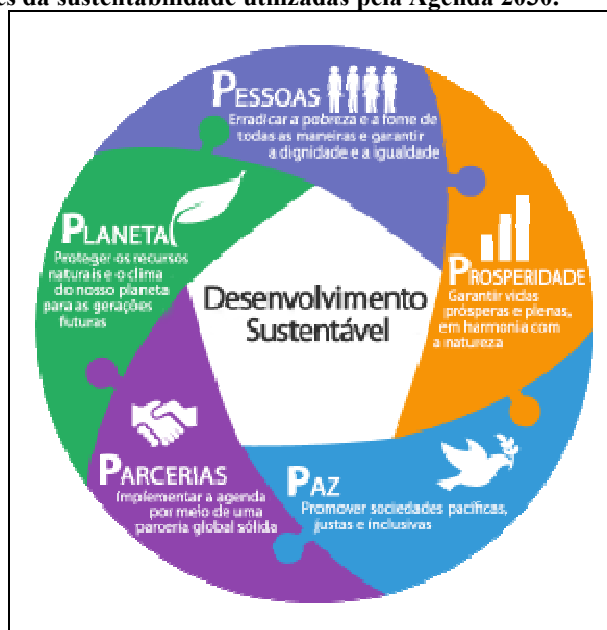 es da sustentabilidade utilizadas pela Agenda 2030.
PESSOAS
Erradicar a pobreza e a fome de
todas as maneiras e garantir
a dignidade e a igualdade
PLANETA
Proteger os recursos
naturais e o clima
do nosso planeta
para as gerações
futuras
PROSPERIDADE
Garantir vidas
prósperas e plenas,
em harmonia com
a natureza
Desenvolvimento
Sustentável
PARCERIAS
Implementar a agenda
por meio de uma
parceria global sólida
PAZ
Promover sociedades pacíficas,
justas e inclusivas